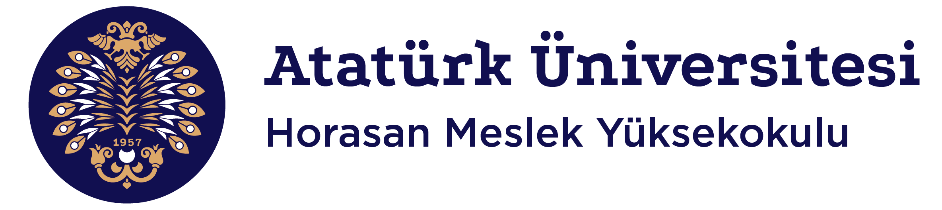 Atatürk Üniversitesi
Horasan Meslek Yüksekokulu
1957